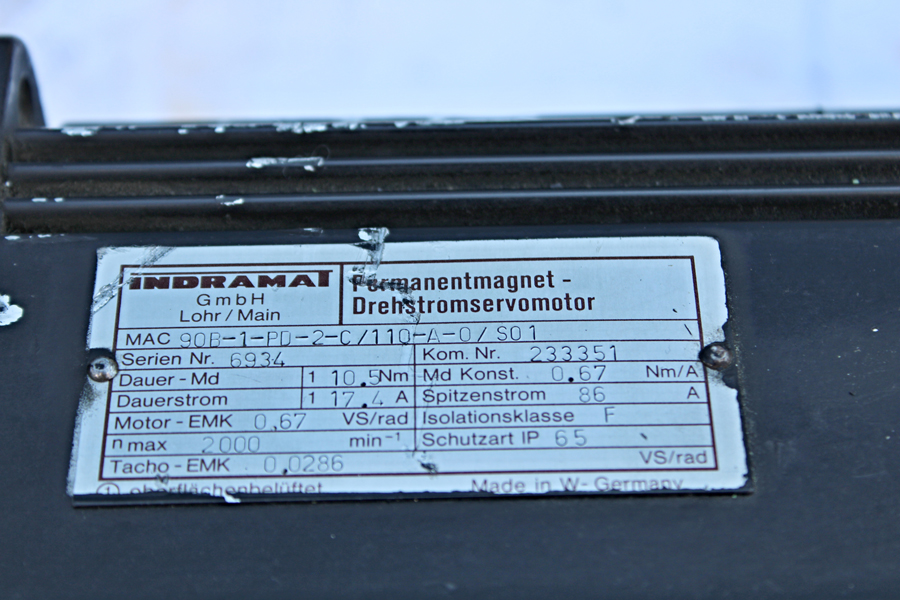 INDRAMAT
GmbH
Lohr / Main
Permanentmagnet -
Drehstromservomotor
MAC 90B-1-PD-2-C/110-A-0/S01
Serien Nr. 6934 Kom. Nr. 233351
Dauer - Md 1 10.5 Nm Md Konst. 0.67 Nm/A
Dauerstrom 1 17.4 A Spitzenstrom 86 A
Motor - EMK 0,67 VS/rad Isolationsklasse F
n max 2000 min⁻¹ Schutzart IP 65
Tacho - EMK 0,0286 VS/rad
① oberflächenbelüftet Made in W- Germany